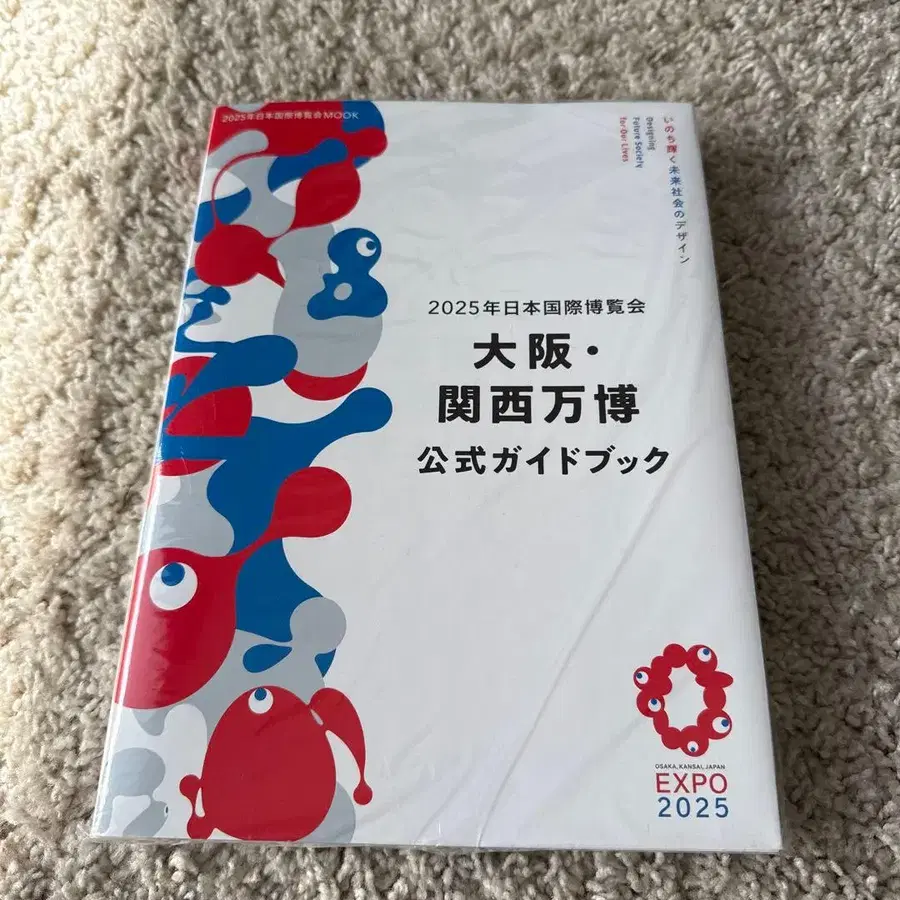 2025年日本国際博覧会MOOK
いのち輝く未来社会のデザイン
Designing
Future Society
for Our Lives
2025年日本国際博覧会
大阪・
関西万博
公式ガイドブック
OSAKA, KANSAI, JAPAN
EXPO
2025